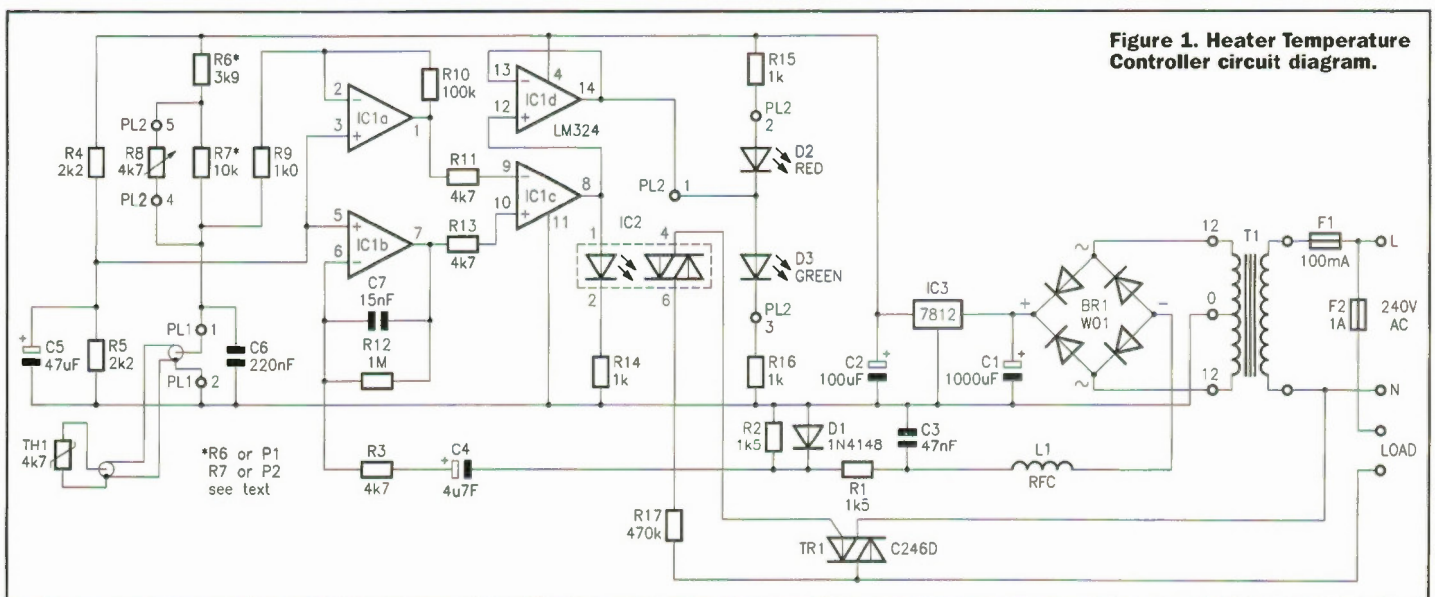 Figure 1. Heater Temperature
Controller circuit diagram.
R6*
3k9
PL2 5
R8
4k7
PL2 4
R7*
10k
R4
2k2
R9
1k0
2
3
IC1a
1
R10
100k
5
6
IC1b
7
C7
15nF
R12
1M
R11
4k7
R13
4k7
13
12
4
IC1d
14
LM324
9
10
IC1c
8
11
IC2
1
2
4
6
R14
1k
R15
1k
PL2
2
D2
RED
PL2 1
D3
GREEN
PL2
3
R16
1k
C5
47uF
+
R5
2k2
PL1 1
PL1 2
C6
220nF
TH1
4k7
*R6 or P1
R7 or P2
see text
R3
4k7
C4
+
4u7F
R2
1k5
D1
1N4148
R1
1k5
C3
47nF
L1
RFC
R17
470k
TR1
C246D
IC3
7812
C2
100uF
+
C1
1000uF
+
+
BR1
W01
-
~
~
12
0
12
T1
F1
100mA
F2
1A
L
240V
AC
N
LOAD